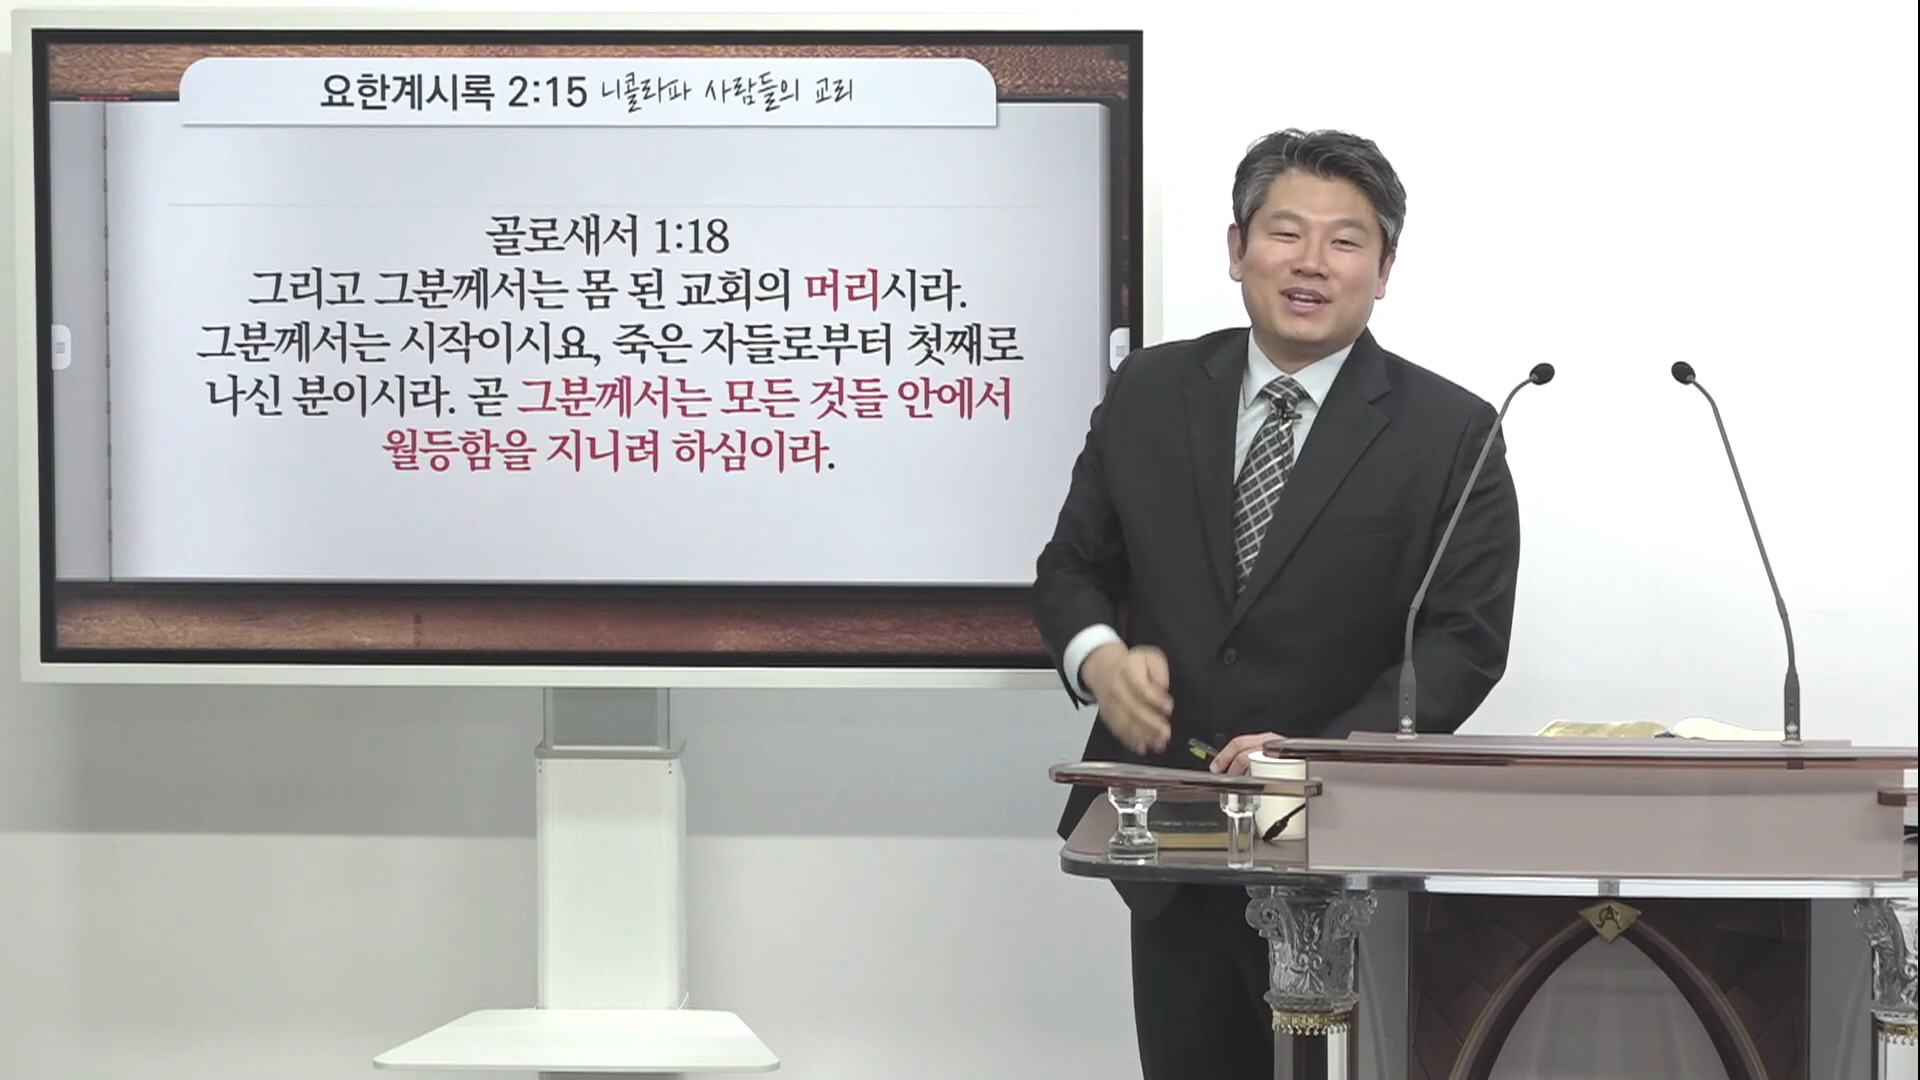 요한계시록 2:15 니콜라파 사람들의 교리
골로새서 1:18
그리고 그분께서는 몸 된 교회의 머리시라.
그분께서는 시작이시요, 죽은 자들로부터 첫째로
나신 분이시라. 곧 그분께서는 모든 것들 안에서
월등함을 지니려 하심이라.